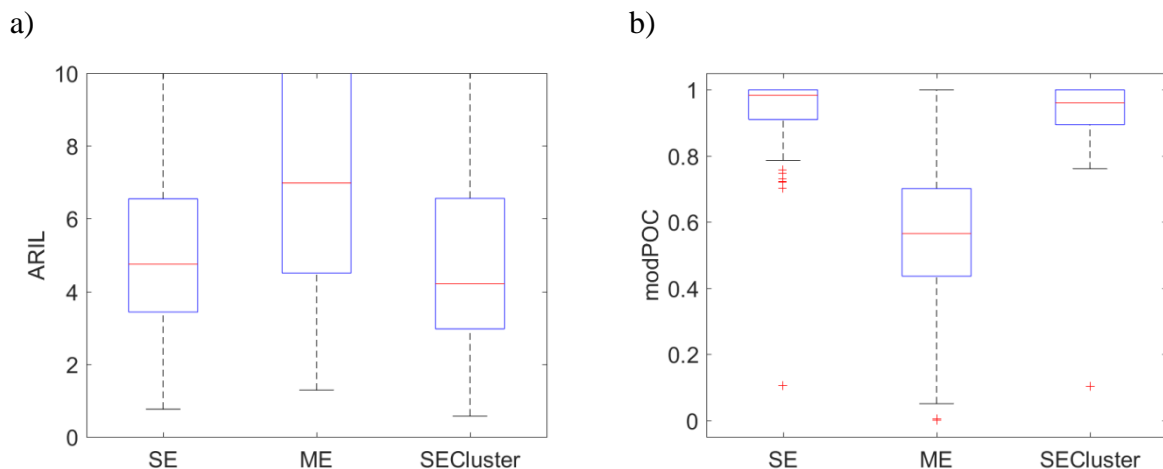 a)
b)
10
8
6
4
2
0
ARIL
SE ME SECluster
1
0.8
0.6
0.4
0.2
0
modPOC
SE ME SECluster